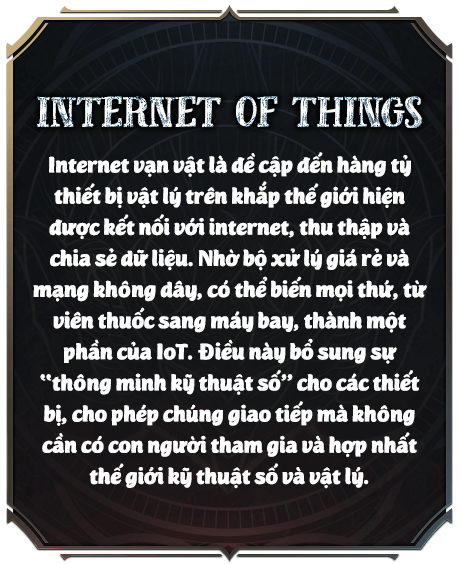 INTERNET OF THINGS
Internet vạn vật là đề cập đến hàng tỷ
thiết bị vật lý trên khắp thế giới hiện
được kết nối với internet, thu thập và
chia sẻ dữ liệu. Nhờ bộ xử lý giá rẻ và
mạng không dây, có thể biến mọi thứ, từ
viên thuốc sang máy bay, thành một
phần của IoT. Điều này bổ sung sự
“thông minh kỹ thuật số” cho các thiết
bị, cho phép chúng giao tiếp mà không
cần có con người tham gia và hợp nhất
thế giới kỹ thuật số và vật lý.